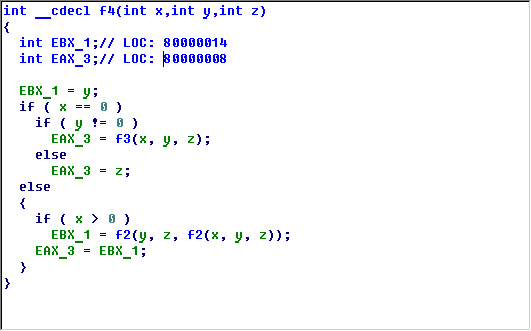 int __cdecl f4(int x,int y,int z)
{
  int EBX_1;// LOC: 80000014
  int EAX_3;// LOC: 80000008

  EBX_1 = y;
  if ( x == 0 )
    if ( y != 0 )
      EAX_3 = f3(x, y, z);
    else
      EAX_3 = z;
  else
  {
    if ( x > 0 )
      EBX_1 = f2(y, z, f2(x, y, z));
    EAX_3 = EBX_1;
  }
}